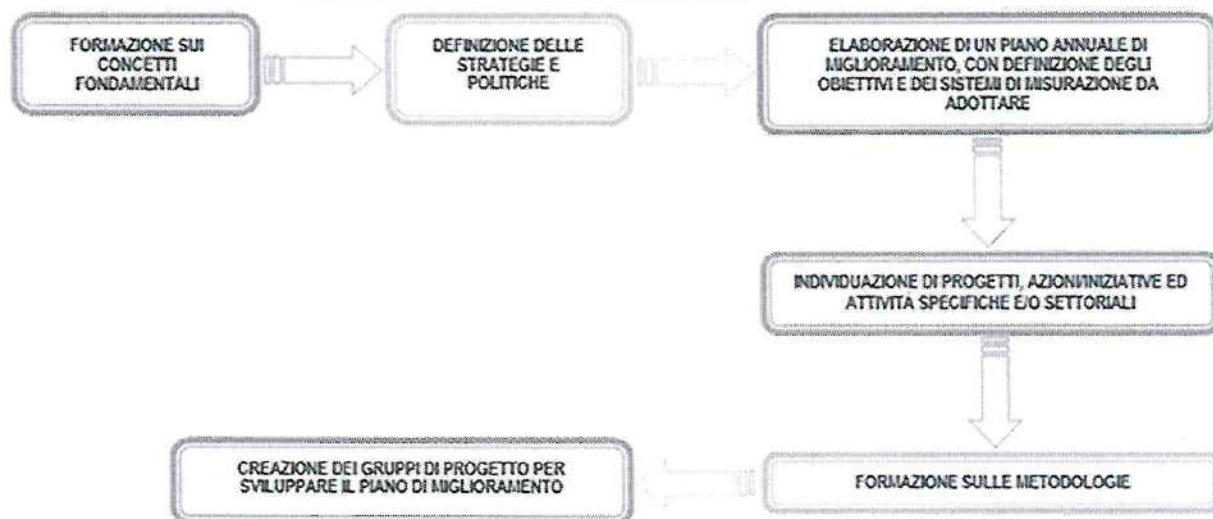 FORMAZIONE SUI
CONCETTI
FONDAMENTALI
DEFINIZIONE DELLE
STRATEGIE E
POLITICHE
ELABORAZIONE DI UN PIANO ANNUALE DI
MIGLIORAMENTO, CON DEFINIZIONE DEGLI
OBIETTIVI E DEI SISTEMI DI MISURAZIONE DA
ADOTTARE
INDIVIDUAZIONE DI PROGETTI, AZIONI/INIZIATIVE ED
ATTIVITÀ SPECIFICHE E/O SETTORIALI
FORMAZIONE SULLE METODOLOGIE
CREAZIONE DEI GRUPPI DI PROGETTO PER
SVILUPPARE IL PIANO DI MIGLIORAMENTO